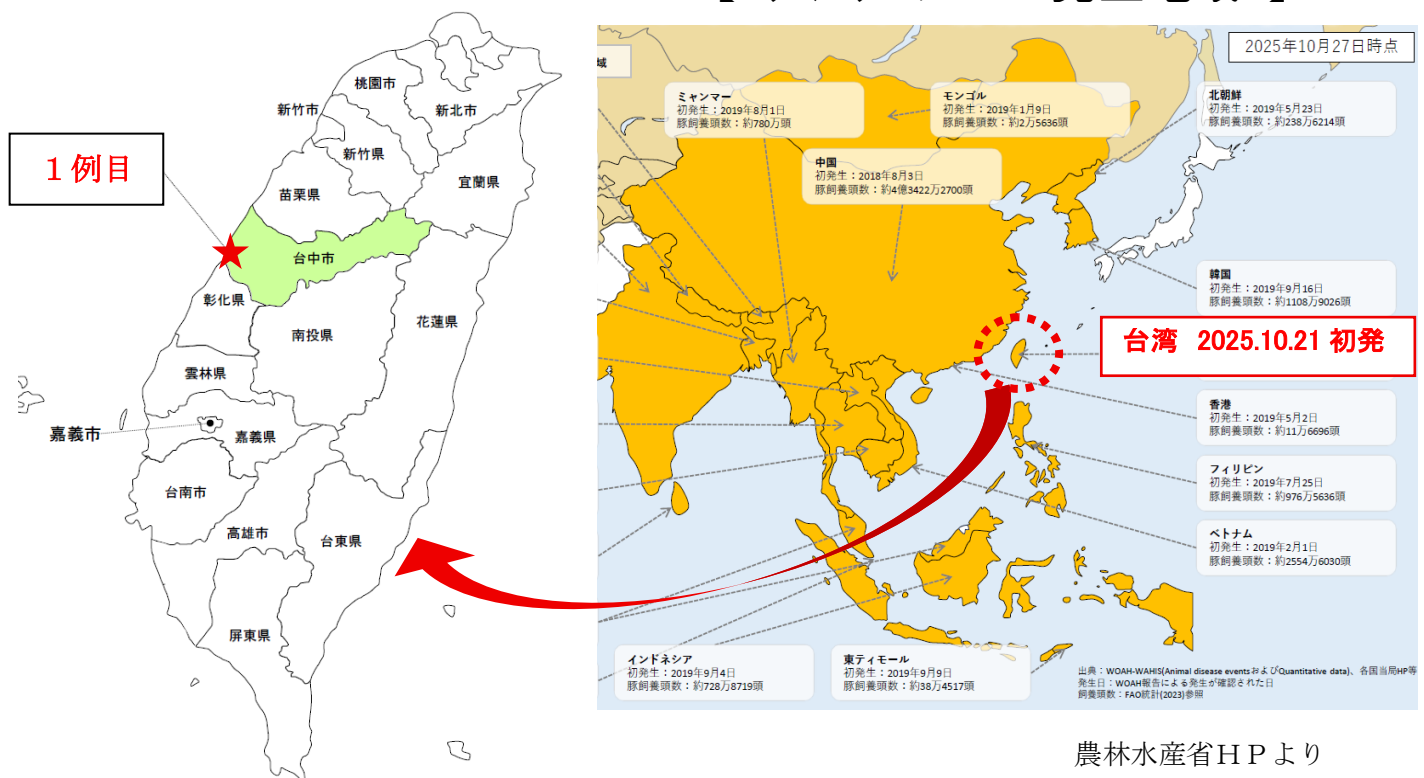 桃園市
新竹市
新北市
新竹県
１例目
宜蘭県
苗栗県
台中市
彰化県
花蓮県
南投県
雲林県
嘉義市
嘉義県
台南市
高雄市
台東県
屏東県
域
2025年10月27日時点
ミャンマー
初発生：2019年8月1日
豚飼養頭数：約780万頭
モンゴル
初発生：2019年1月9日
豚飼養頭数：約2万5636頭
北朝鮮
初発生：2019年5月23日
豚飼養頭数：約238万6214頭
中国
初発生：2018年8月3日
豚飼養頭数：約4億3422万2700頭
韓国
初発生：2019年9月16日
豚飼養頭数：約1108万9026頭
台湾 2025.10.21 初発
香港
初発生：2019年5月2日
豚飼養頭数：約11万6696頭
フィリピン
初発生：2019年7月25日
豚飼養頭数：約976万5636頭
ベトナム
初発生：2019年2月1日
豚飼養頭数：約2554万6030頭
インドネシア
初発生：2019年9月4日
豚飼養頭数：約728万8719頭
東ティモール
初発生：2019年9月9日
豚飼養頭数：約38万4517頭
出典：WOAH-WAHIS(Animal disease eventsおよびQuantitative data)、各国当局HP等
発生日：WOAH報告による発生が確認された日
飼養頭数：FAO統計(2023)参照
農林水産省ＨＰより